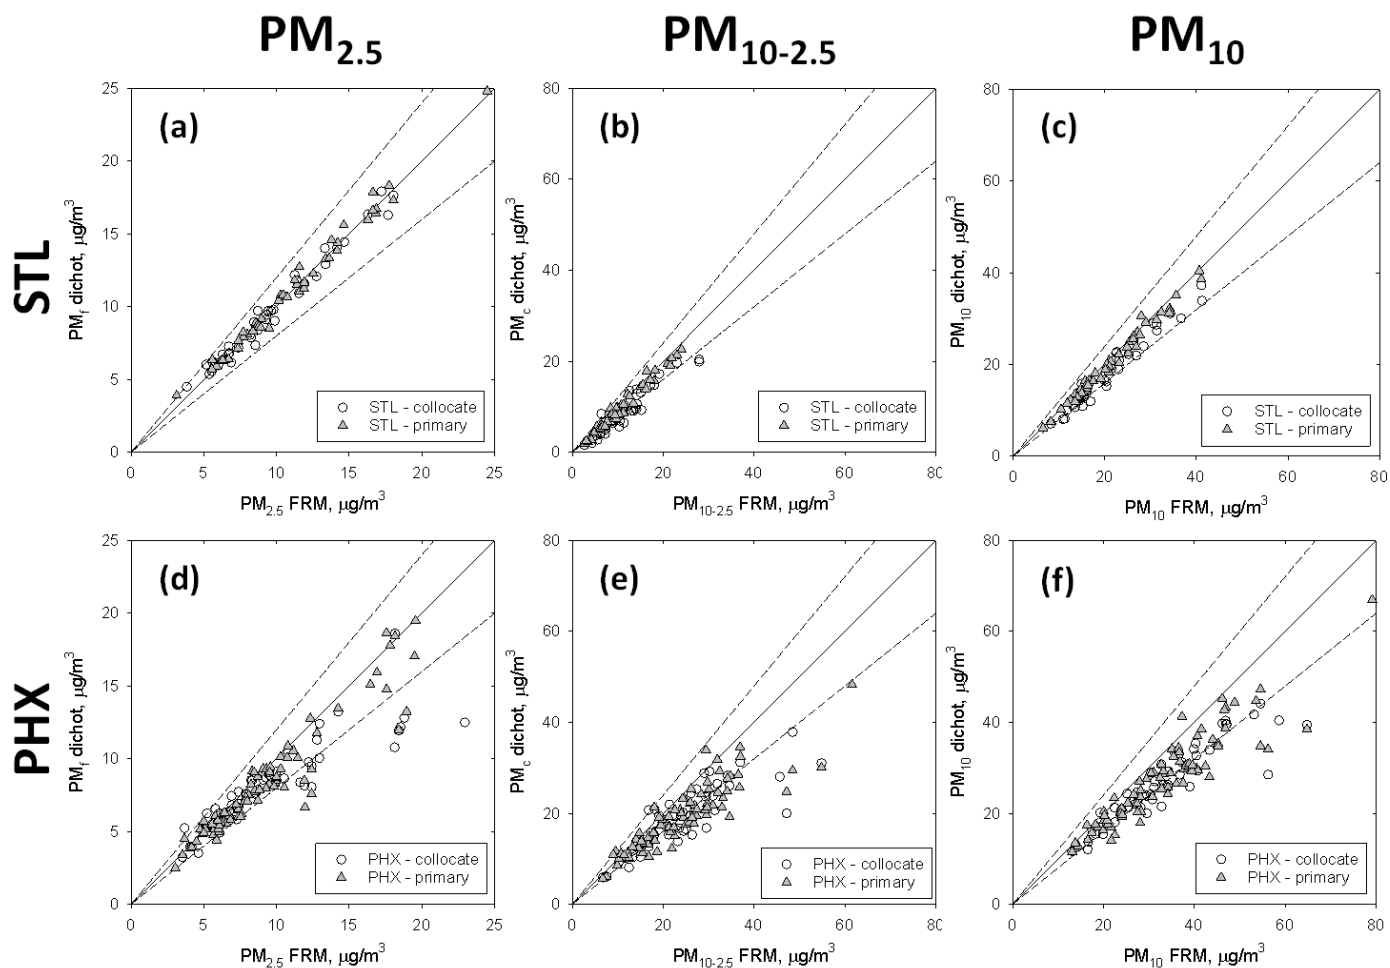 PM2.5 PM10-2.5 PM10
STL
(a)
25
20
15
10
5
0
PMf dichot, μg/m3
0 5 10 15 20 25
PM2.5 FRM, μg/m3
STL - collocate
STL - primary
(b)
80
60
40
20
0
PMc dichot, μg/m3
0 20 40 60 80
PM10-2.5 FRM, μg/m3
STL - collocate
STL - primary
(c)
80
60
40
20
0
PM10 dichot, μg/m3
0 20 40 60 80
PM10 FRM, μg/m3
STL - collocate
STL - primary
PHX
(d)
25
20
15
10
5
0
PMf dichot, μg/m3
0 5 10 15 20 25
PM2.5 FRM, μg/m3
PHX - collocate
PHX - primary
(e)
80
60
40
20
0
PMc dichot, μg/m3
0 20 40 60 80
PM10-2.5 FRM, μg/m3
PHX - collocate
PHX - primary
(f)
80
60
40
20
0
PM10 dichot, μg/m3
0 20 40 60 80
PM10 FRM, μg/m3
PHX - collocate
PHX - primary